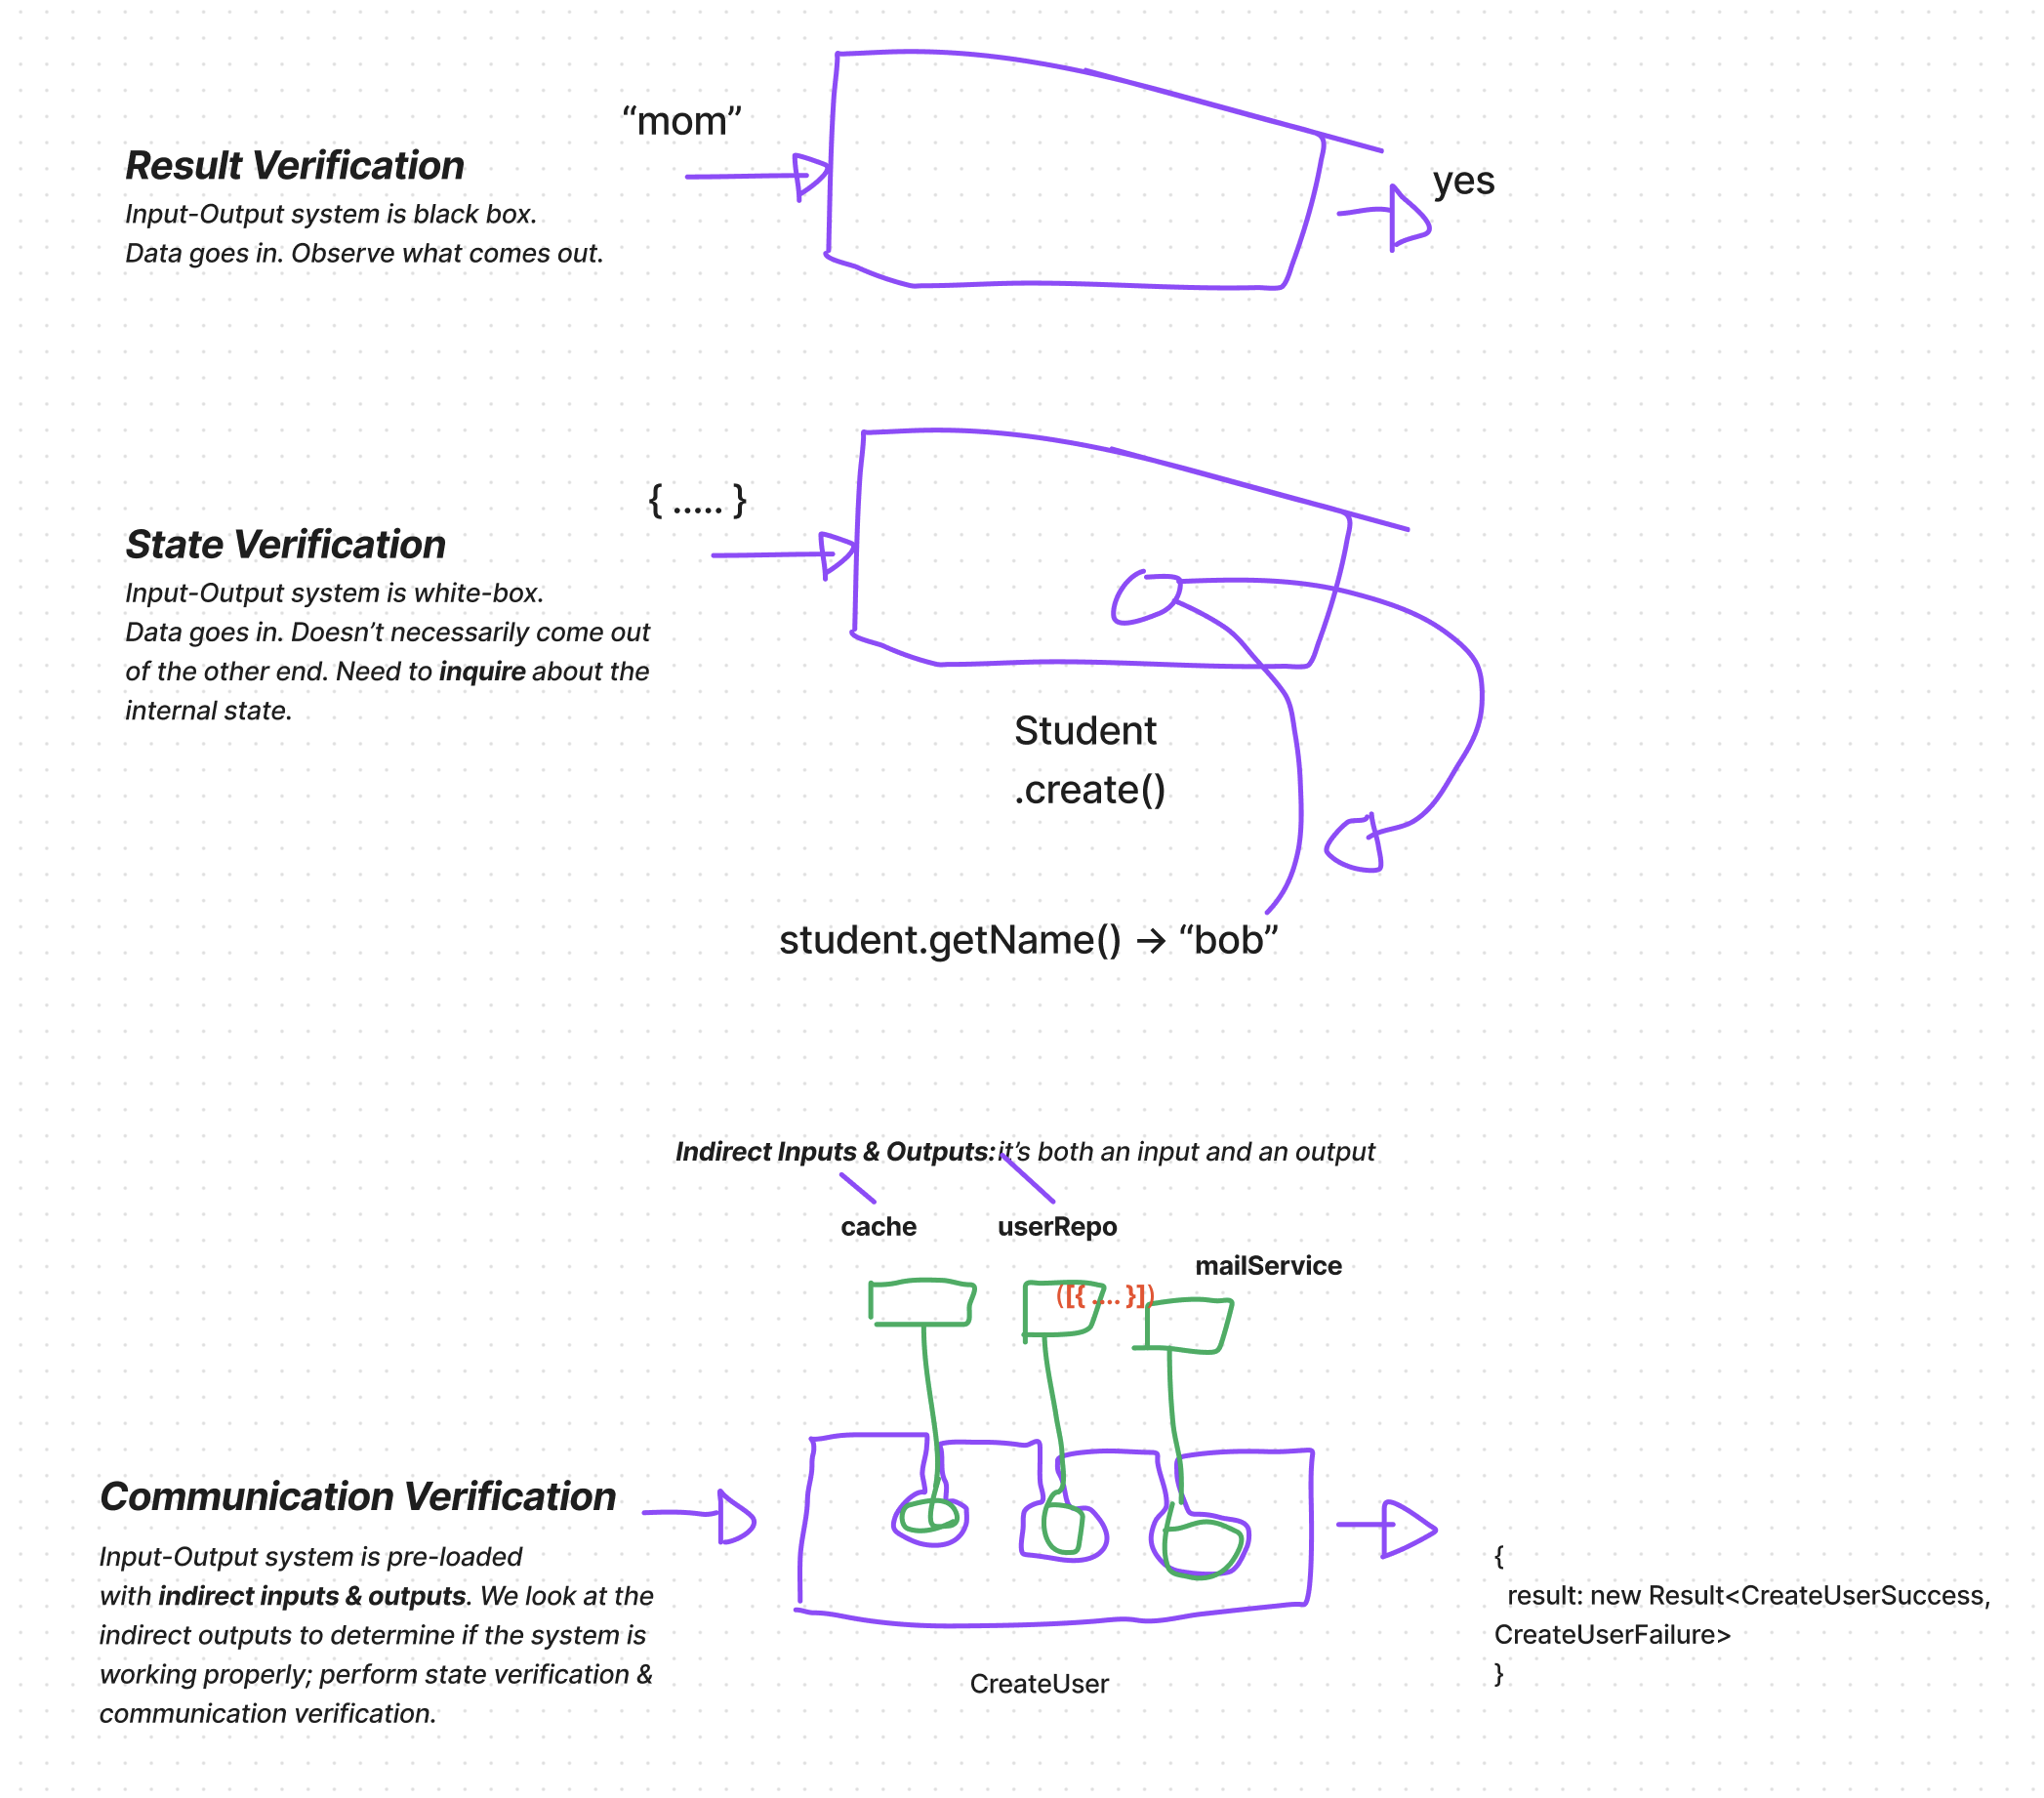 “mom”
Result Verification
Input-Output system is black box.
Data goes in. Observe what comes out.
yes
{ ..... }
State Verification
Input-Output system is white-box.
Data goes in. Doesn’t necessarily come out
of the other end. Need to inquire about the
internal state.
Student
.create()
student.getName() → “bob”
Indirect Inputs & Outputs: it’s both an input and an output
cache
userRepo
mailService
([{ .... }])
Communication Verification
Input-Output system is pre-loaded
with indirect inputs & outputs. We look at the
indirect outputs to determine if the system is
working properly; perform state verification &
communication verification.
CreateUser
{
result: new Result<CreateUserSuccess,
CreateUserFailure>
}